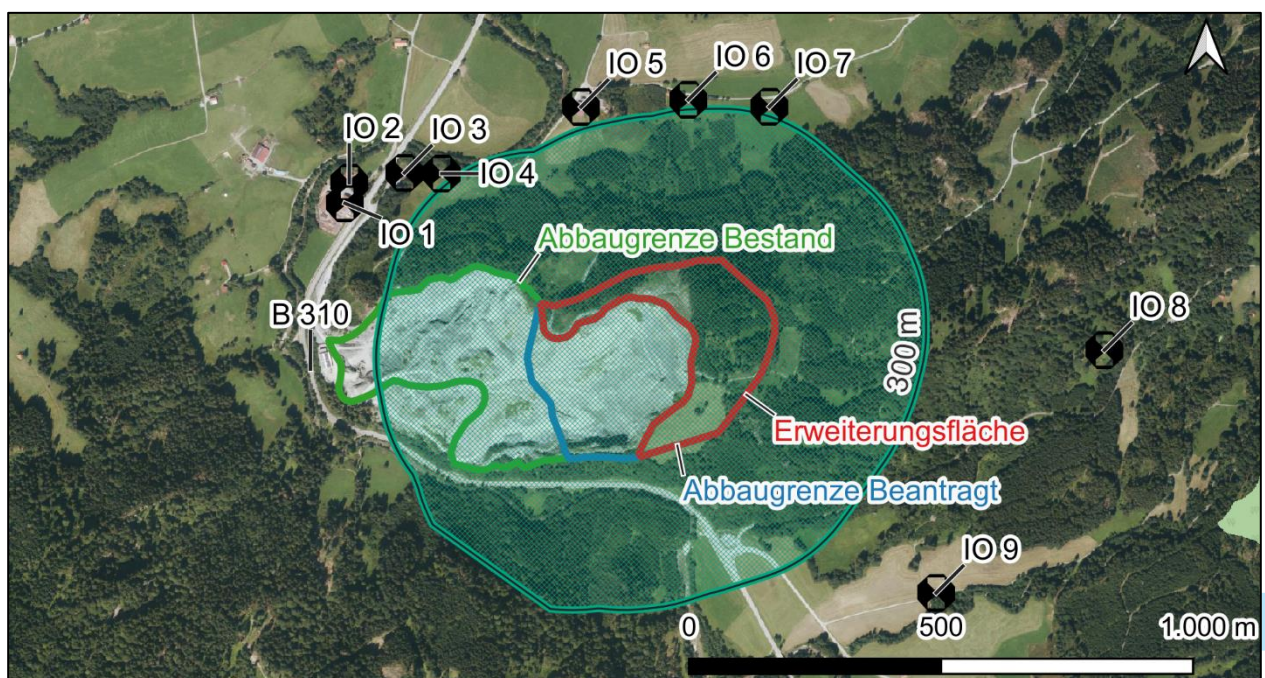 IO 5
IO 6
IO 7
IO 2
IO 3
IO 4
IO 1
Abbaugrenze Bestand
B 310
IO 8
300 m
Erweiterungsfläche
Abbaugrenze Beantragt
IO 9
0
500
1.000 m